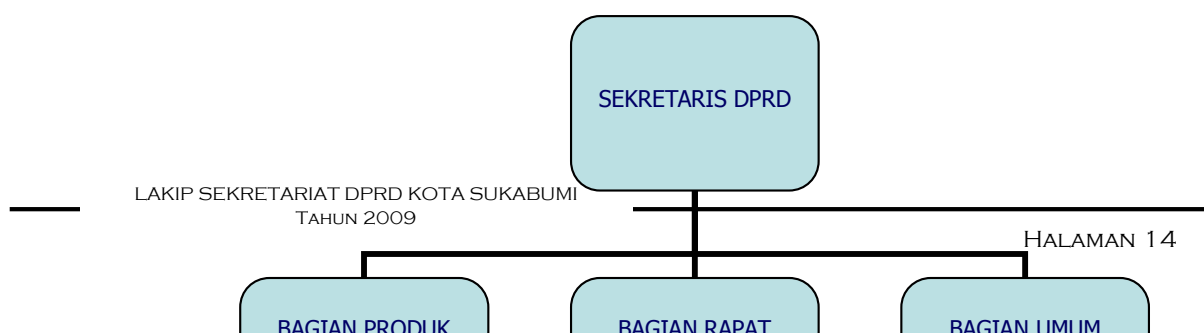 SEKRETARIS DPRD
LAKIP SEKRETARIAT DPRD KOTA SUKABUMI
TAHUN 2009
HALAMAN 14
BAGIAN PRODUK
BAGIAN RAPAT
BAGIAN UMUM